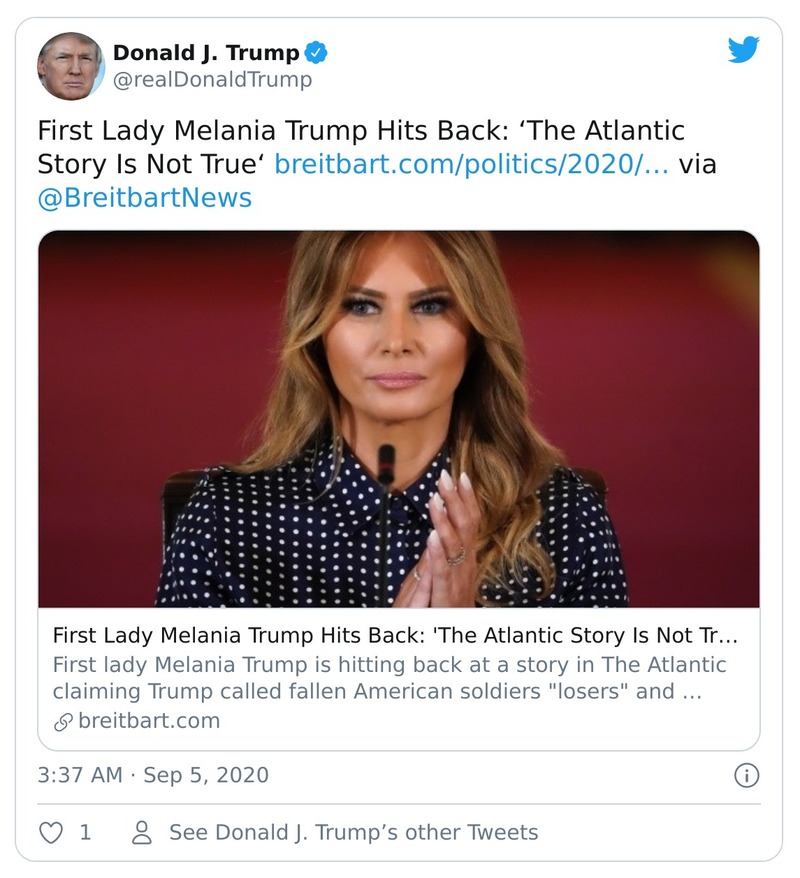 Donald J. Trump
@realDonaldTrump
First Lady Melania Trump Hits Back: ‘The Atlantic
Story Is Not True‘ breitbart.com/politics/2020/… via
@BreitbartNews
First Lady Melania Trump Hits Back: 'The Atlantic Story Is Not Tr…
First lady Melania Trump is hitting back at a story in The Atlantic
claiming Trump called fallen American soldiers "losers" and …
breitbart.com
3:37 AM · Sep 5, 2020
1 See Donald J. Trump’s other Tweets